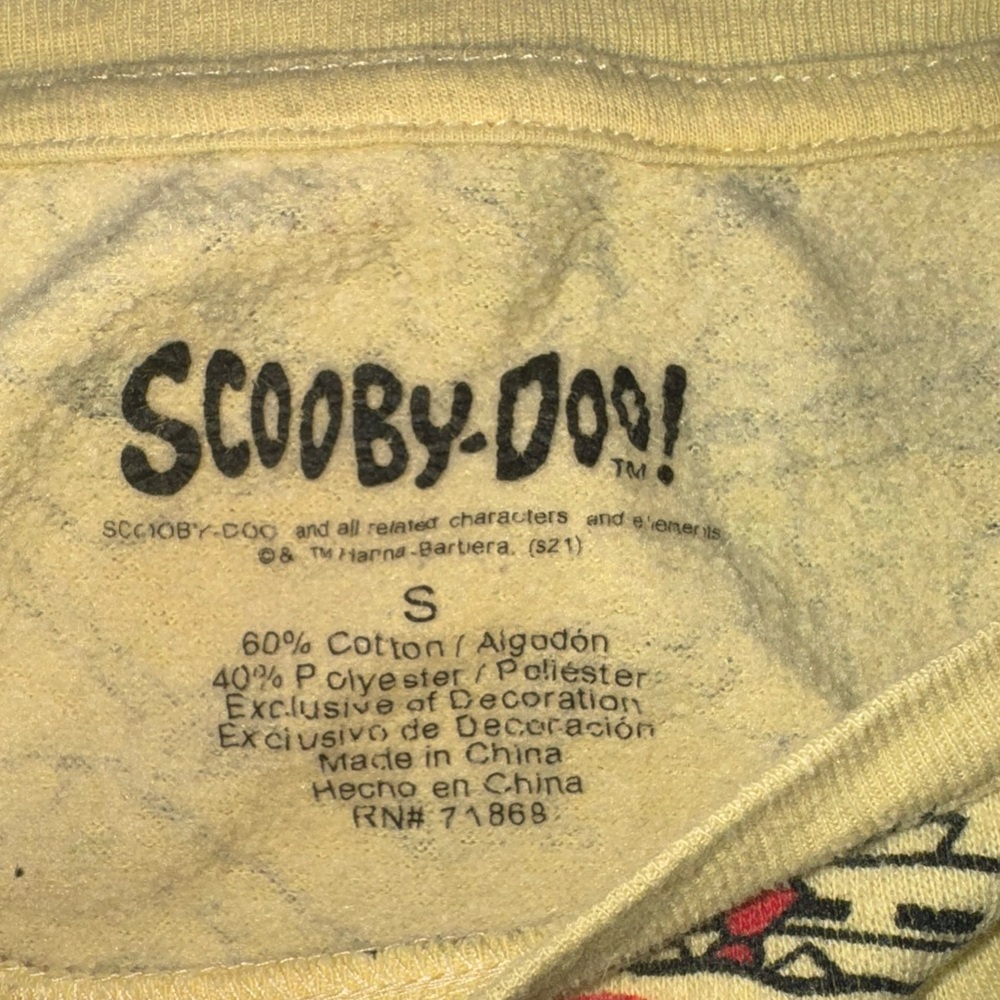 SCOOBY-DOO!
TM
SCOOBY-DOO and all related characters and elements
© & TM Hanna-Barbera. (s21)
S
60% Cotton / Algodón
40% Polyester / Poliéster
Exclusive of Decoration
Exclusivo de Decoración
Made in China
Hecho en China
RN# 71868